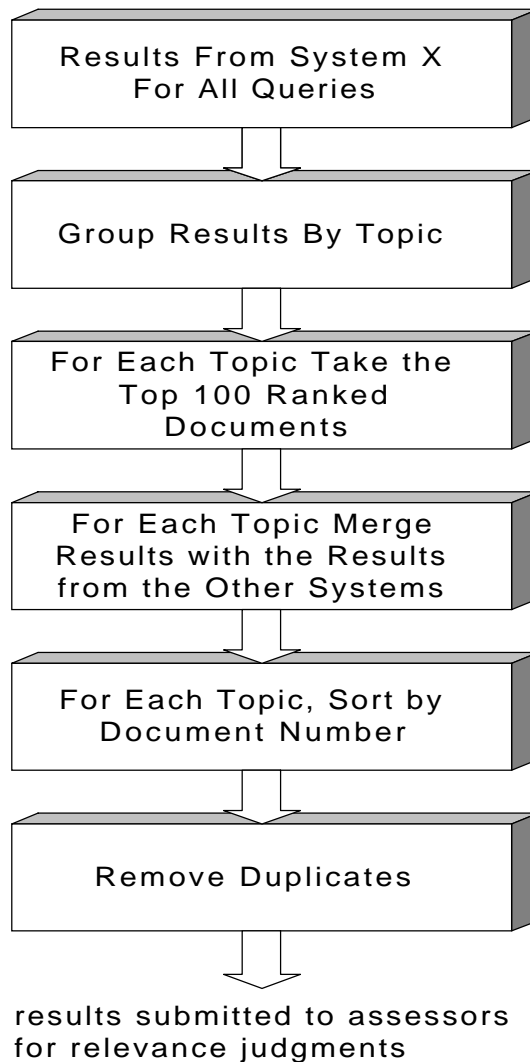 Results From System X
For All Queries
Group Results By Topic
For Each Topic Take the
Top 100 Ranked
Documents
For Each Topic Merge
Results with the Results
from the Other Systems
For Each Topic, Sort by
Document Number
Remove Duplicates
results submitted to assessors
for relevance judgments